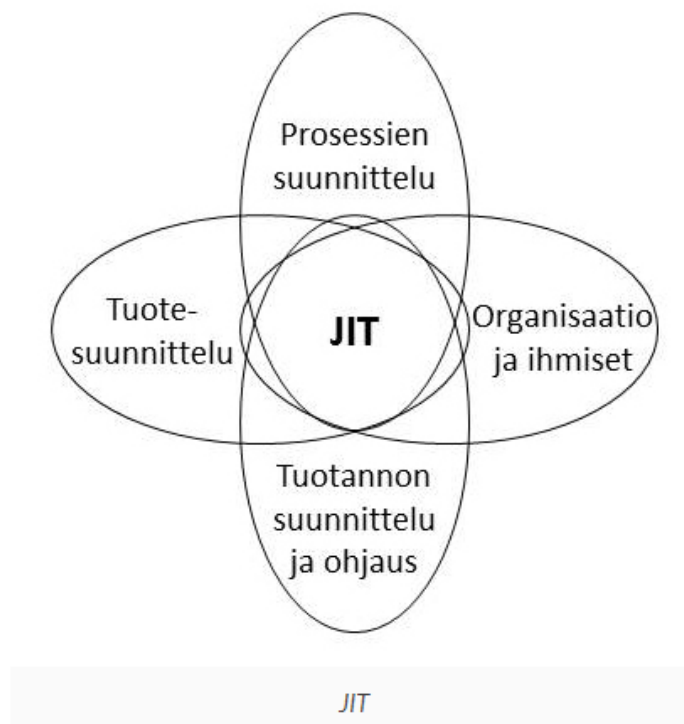 Prosessien
suunnittelu
Tuote-
suunnittelu
JIT
Organisaatio
ja ihmiset
Tuotannon
suunnittelu
ja ohjaus
JIT